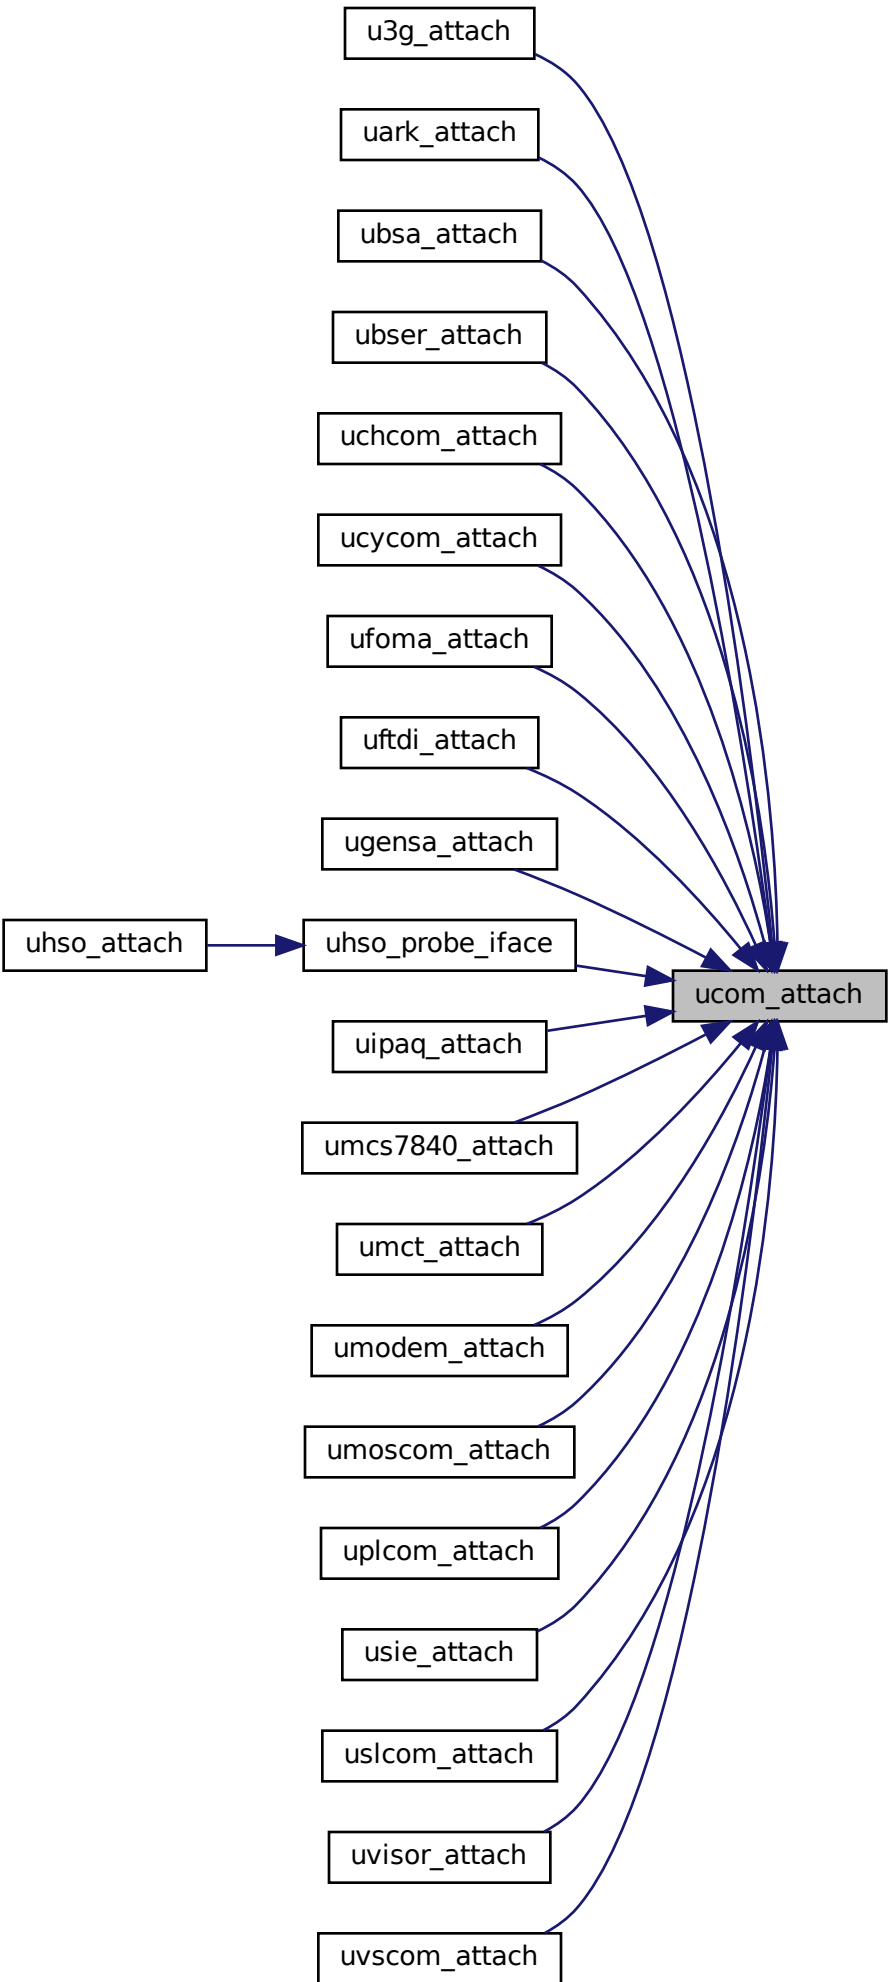 u3g_attach
uark_attach
ubsa_attach
ubser_attach
uchcom_attach
ucycom_attach
ufoma_attach
uftdi_attach
ugensa_attach
uhso_attach
uhso_probe_iface
ucom_attach
uipaq_attach
umcs7840_attach
umct_attach
umodem_attach
umoscom_attach
uplcom_attach
usie_attach
uslcom_attach
uvisor_attach
uvscom_attach